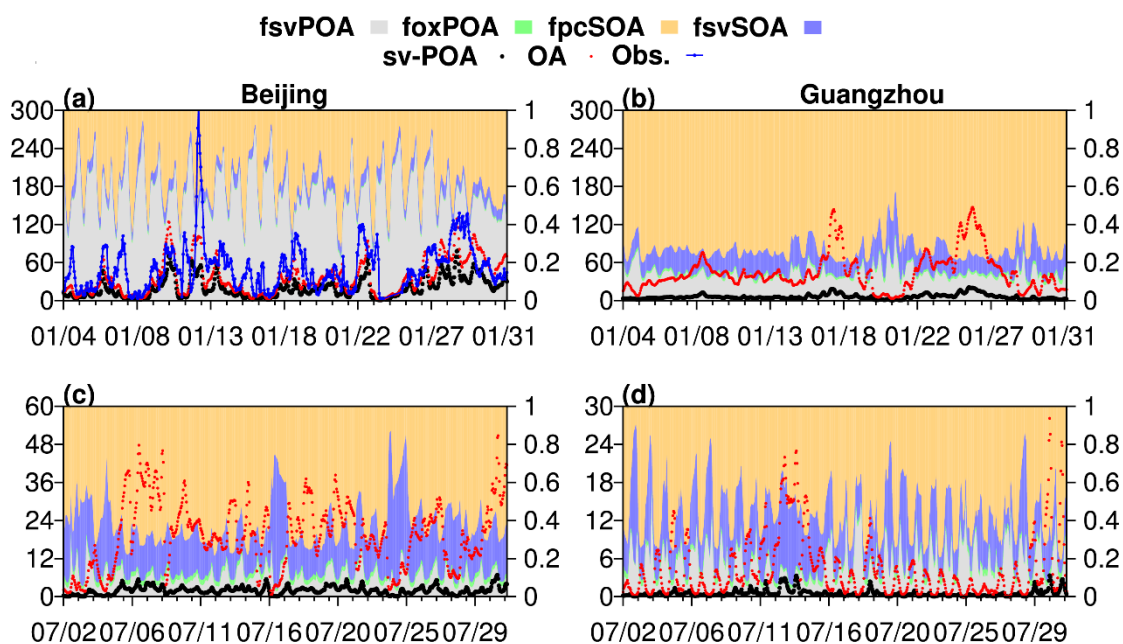 fsvPOA foxPOA fpcSOA fsvSOA
sv-POA OA Obs.
(a) Beijing
300 1
240 0.8
180 0.6
120 0.4
60 0.2
0 0
01/04 01/08 01/13 01/18 01/22 01/27 01/31
(b) Guangzhou
300 1
240 0.8
180 0.6
120 0.4
60 0.2
0 0
01/04 01/08 01/13 01/18 01/22 01/27 01/31
(c)
60 1
48 0.8
36 0.6
24 0.4
12 0.2
0 0
07/02 07/06 07/11 07/16 07/20 07/25 07/29
(d)
30 1
24 0.8
18 0.6
12 0.4
6 0.2
0 0
07/02 07/06 07/11 07/16 07/20 07/25 07/29